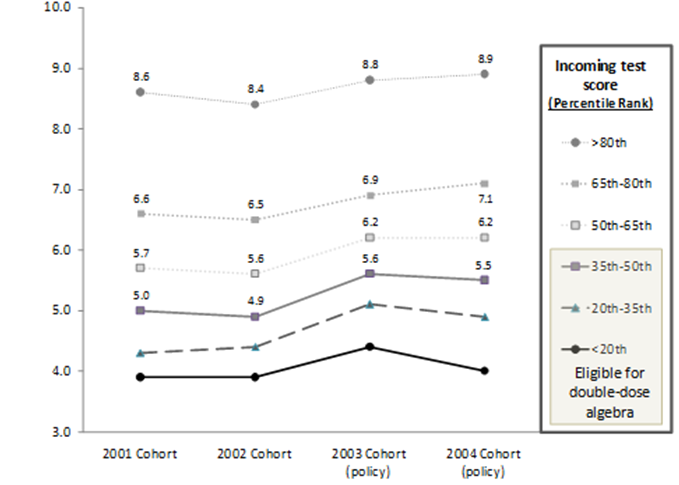 10.0
9.0
8.0
7.0
6.0
5.0
4.0
3.0
8.6
8.4
8.8
8.9
6.6
6.5
6.9
7.1
5.7
5.6
6.2
6.2
5.0
4.9
5.6
5.5
2001 Cohort
2002 Cohort
2003 Cohort
(policy)
2004 Cohort
(policy)
Incoming test
score
(Percentile Rank)
>80th
65th-80th
50th-65th
35th-50th
20th-35th
<20th
Eligible for
double-dose
algebra